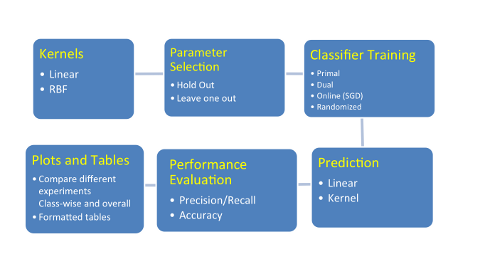 Kernels
• Linear
• RBF
Parameter
Selection
• Hold Out
• Leave one out
Classifier Training
• Primal
• Dual
• Online (SGD)
• Randomized
Plots and Tables
• Compare different
experiments
Class-wise and overall
• Formatted tables
Performance
Evaluation
• Precision/Recall
• Accuracy
Prediction
• Linear
• Kernel